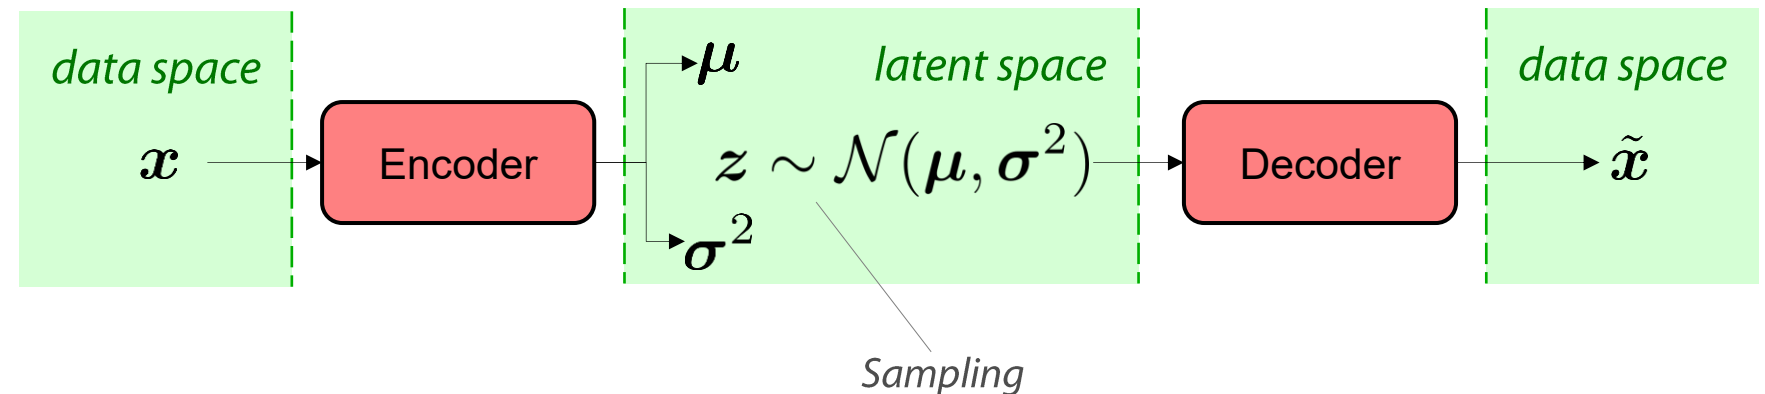 data space
latent space
data space
μ
x
Encoder
z ∼ 𝒩(μ, σ²)
Decoder
x̃
σ²
Sampling